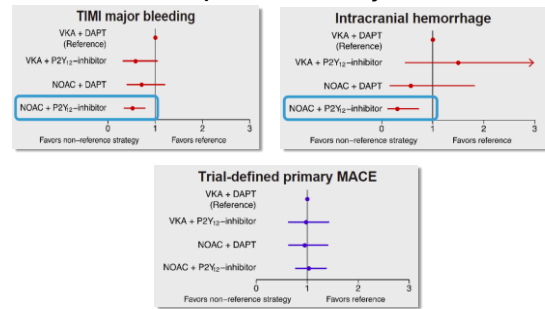 TIMI major bleeding
VKA + DAPT
(Reference)
VKA + P2Y12-inhibitor
NOAC + DAPT
NOAC + P2Y12-inhibitor
0 1 2 3
Favors non-reference strategy Favors reference
Intracranial hemorrhage
VKA + DAPT
(Reference)
VKA + P2Y12-inhibitor
NOAC + DAPT
NOAC + P2Y12-inhibitor
0 1 2 3
Favors non-reference strategy Favors reference
Trial-defined primary MACE
VKA + DAPT
(Reference)
VKA + P2Y12-inhibitor
NOAC + DAPT
NOAC + P2Y12-inhibitor
0 1 2 3
Favors non-reference strategy Favors reference